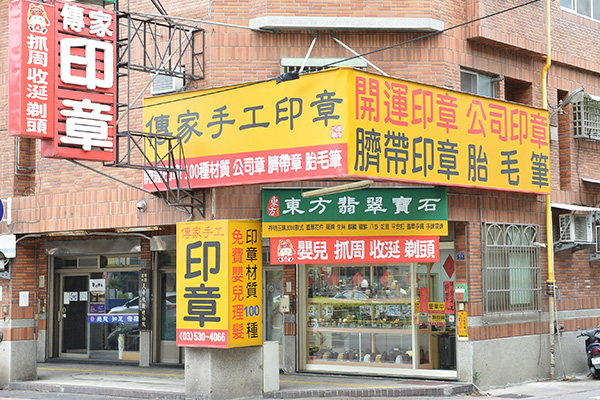 傳家
印章
抓周 收涎 剃頭
傳家手工印章
100種材質 公司章 臍帶章 胎毛筆
開運印章 公司印章
臍帶印章 胎毛筆
東方
東方翡翠寶石
嬰兒 抓周 收涎 剃頭
傳家手工
印章
(03)530-4066
印章材質100種
免費嬰兒理髮